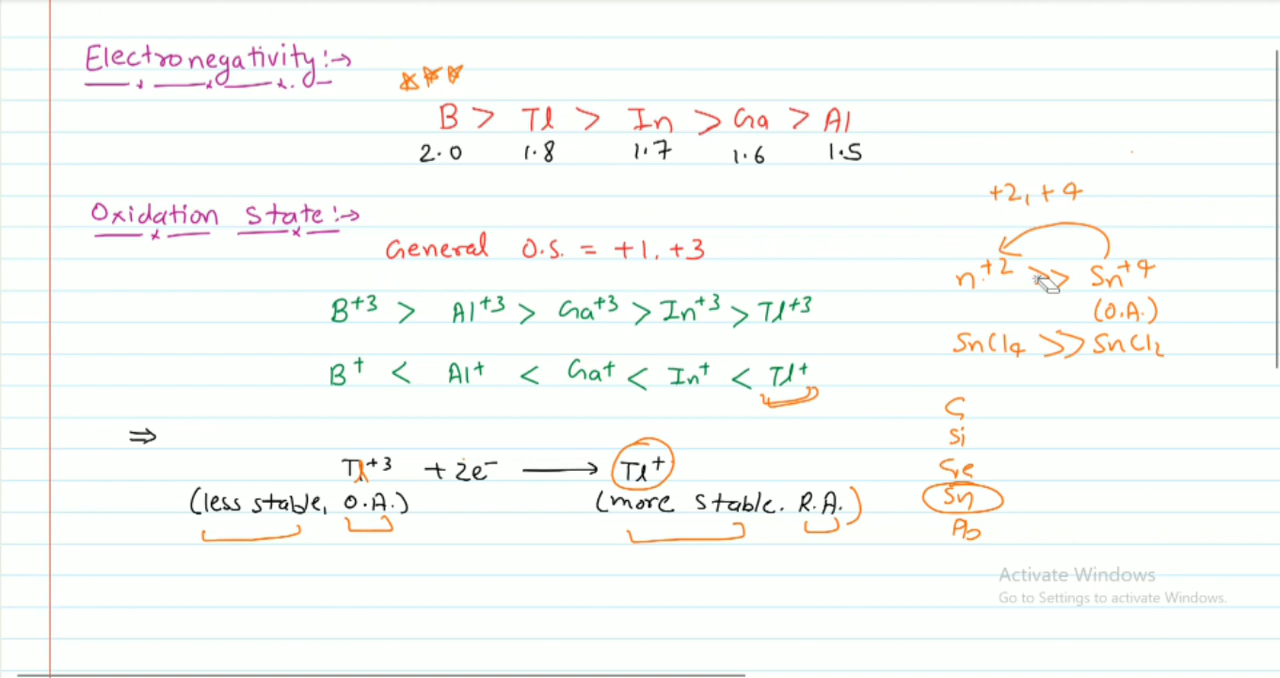 Electronegativity :→
B > Tl > In > Ga > Al
2.0 1.8 1.7 1.6 1.5
Oxidation state :→
General O.S. = +1, +3
B+3 > Al+3 > Ga+3 > In+3 > Tl+3
B+ < Al+ < Ga+ < In+ < Tl+
⇒
Tl+3 + 2e- → Tl+
(less stable, O.A.) (more stable. R.A.)
+2, +4
n+2 >> Sn+4
(O.A.)
SnCl4 >> SnCl2
C
Si
Ge
Sn
Pb
Activate Windows
Go to Settings to activate Windows.